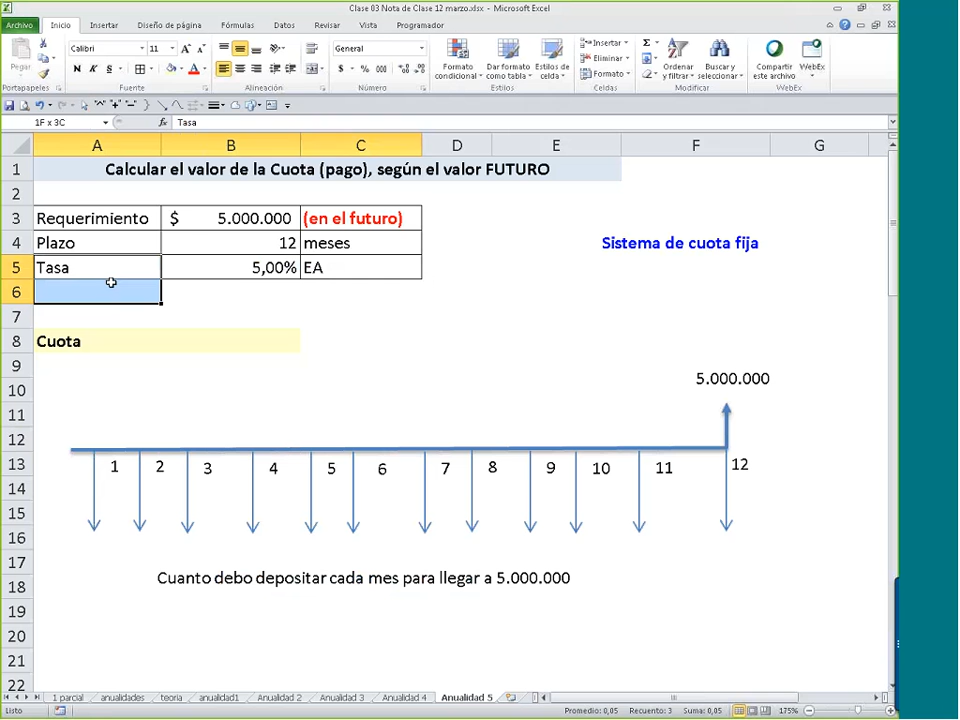 Clase 03 Nota de Clase 12 marzo.xlsx - Microsoft Excel
Archivo Inicio Insertar Diseño de página Fórmulas Datos Revisar Vista Programador
Calibri 11 General Insertar Σ
Eliminar
Pegar N K S $ % 000 Formato condicional Dar formato como tabla Estilos de celda Formato Ordenar y filtrar Buscar y seleccionar Compartir este archivo WebEx
Portapapeles Fuente Alineación Número Estilos Celdas Modificar WebEx
1F x 3C fx Tasa
A B C D E F G
1 Calcular el valor de la Cuota (pago), según el valor FUTURO
2
3 Requerimiento $ 5.000.000 (en el futuro)
4 Plazo 12 meses Sistema de cuota fija
5 Tasa 5,00% EA
6
7
8 Cuota
9
10 5.000.000
11
12
13 1 2 3 4 5 6 7 8 9 10 11 12
14
15
16
17
18 Cuanto debo depositar cada mes para llegar a 5.000.000
19
20
21
22
1 parcial anualidades teoria anualidad1 Anualidad 2 Anualidad 3 Anualidad 4 Anualidad 5
Listo Promedio: 0,05 Recuento: 3 Suma: 0,05 175%